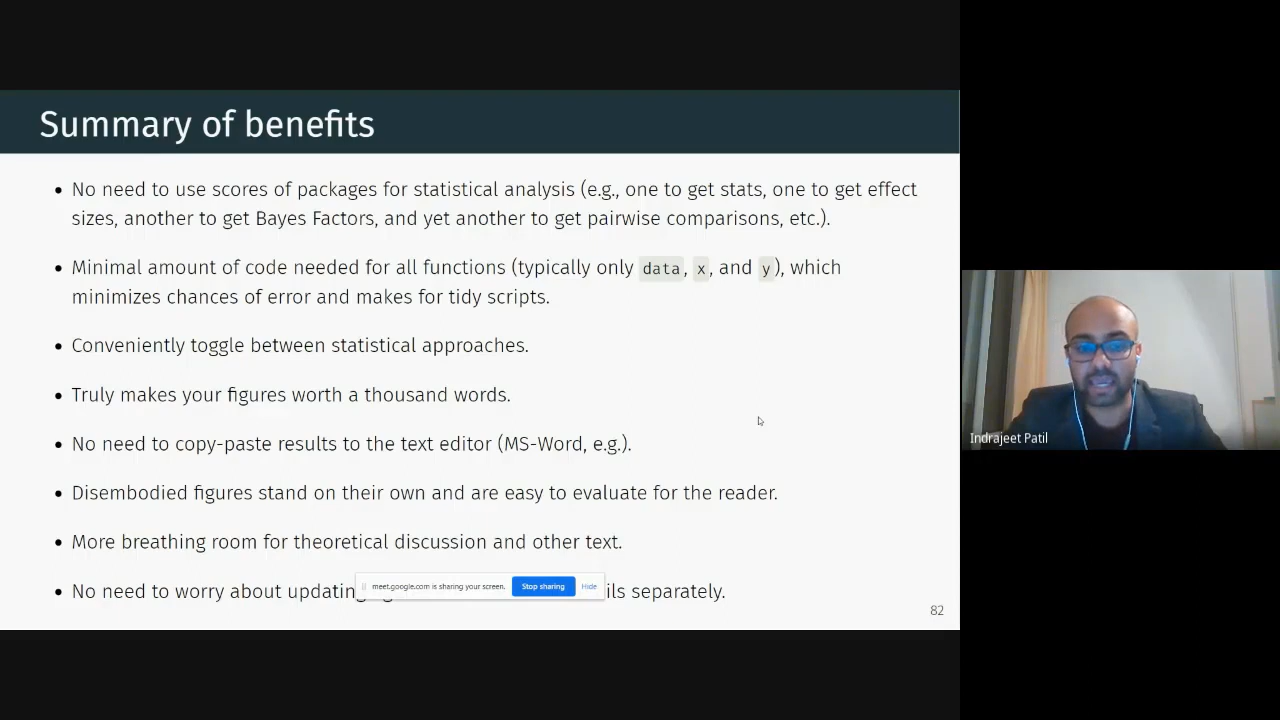 Summary of benefits
• No need to use scores of packages for statistical analysis (e.g., one to get stats, one to get effect
sizes, another to get Bayes Factors, and yet another to get pairwise comparisons, etc.).
• Minimal amount of code needed for all functions (typically only data, x, and y), which
minimizes chances of error and makes for tidy scripts.
• Conveniently toggle between statistical approaches.
• Truly makes your figures worth a thousand words.
• No need to copy-paste results to the text editor (MS-Word, e.g.).
• Disembodied figures stand on their own and are easy to evaluate for the reader.
• More breathing room for theoretical discussion and other text.
• No need to worry about updating ils separately.
meet.google.com is sharing your screen. Stop sharing Hide
82
Indrajeet Patil